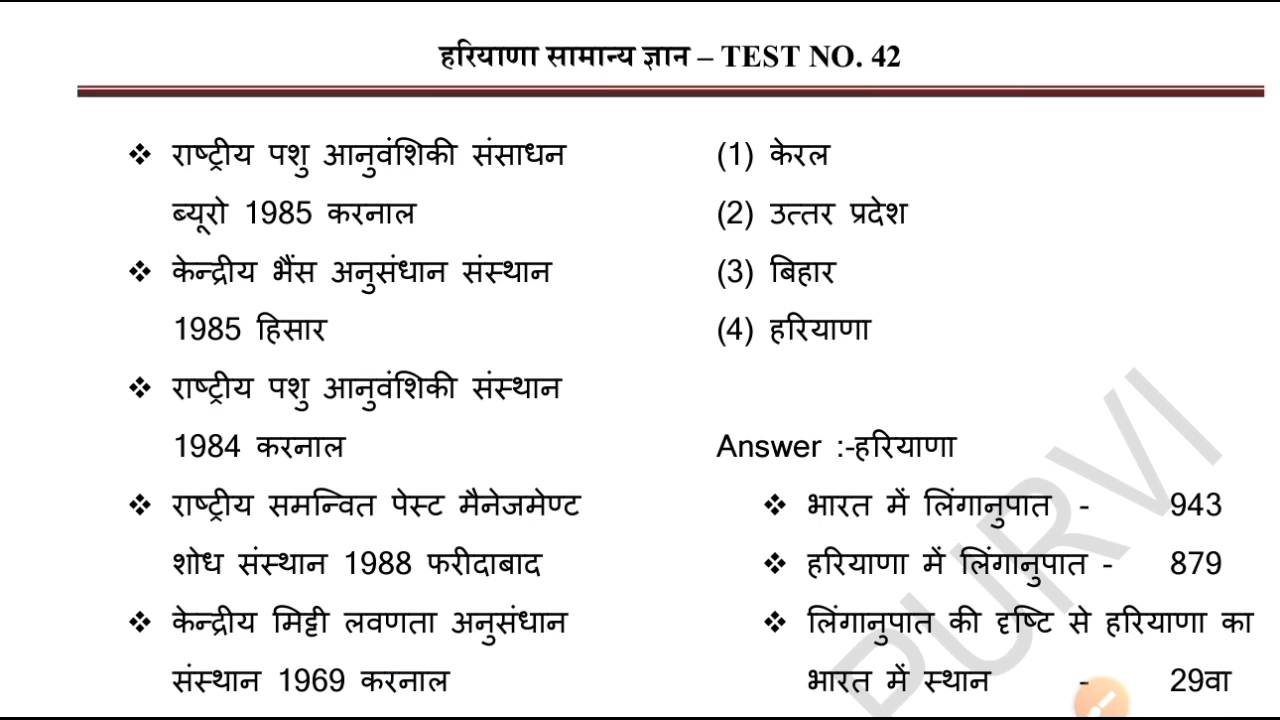 हरियाणा सामान्य ज्ञान – TEST NO. 42
❖ राष्ट्रीय पशु आनुवंशिकी संसाधन
ब्यूरो 1985 करनाल
❖ केन्द्रीय भैंस अनुसंधान संस्थान
1985 हिसार
❖ राष्ट्रीय पशु आनुवंशिकी संस्थान
1984 करनाल
❖ राष्ट्रीय समन्वित पेस्ट मैनेजमेण्ट
शोध संस्थान 1988 फरीदाबाद
❖ केन्द्रीय मिट्टी लवणता अनुसंधान
संस्थान 1969 करनाल
(1) केरल
(2) उत्तर प्रदेश
(3) बिहार
(4) हरियाणा
Answer :-हरियाणा
❖ भारत में लिंगानुपात - 943
❖ हरियाणा में लिंगानुपात - 879
❖ लिंगानुपात की दृष्टि से हरियाणा का
भारत में स्थान - 29वा
PURVI